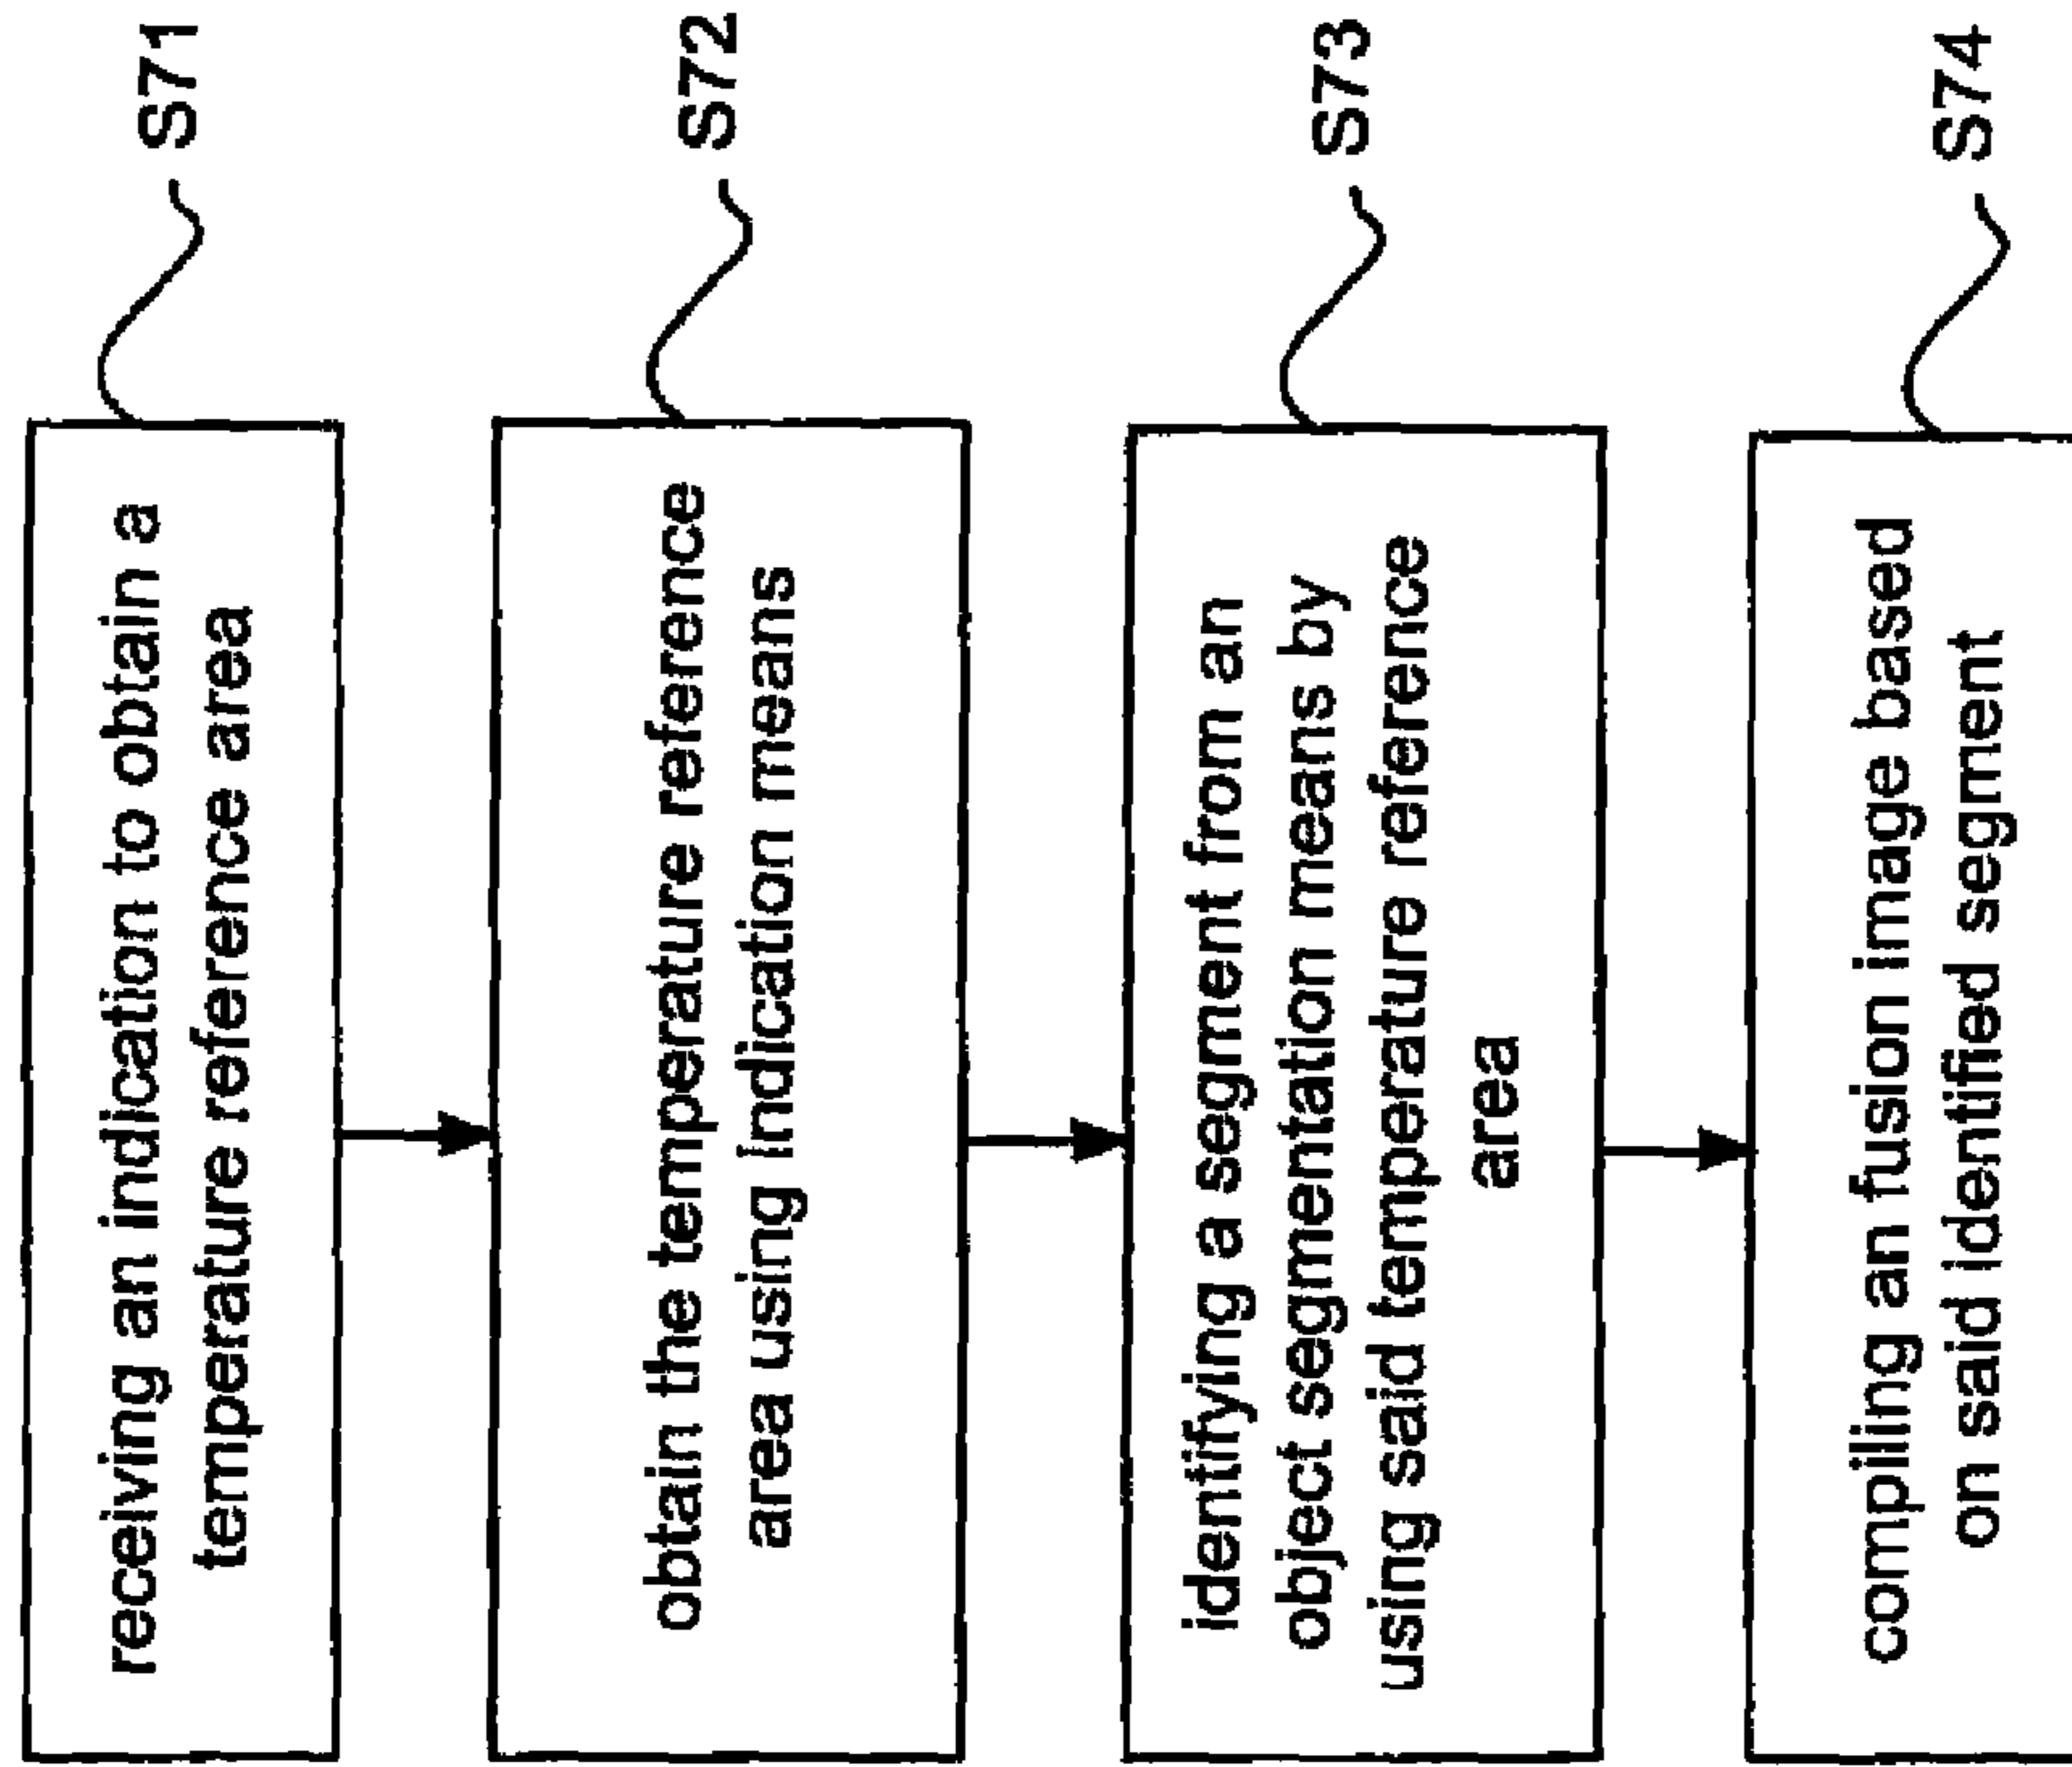 receiving an indication to obtain a
temperature reference area
S71
obtain the temperature reference
area using indication means
S72
identifying a segment from an
object segmentation means by
using said temperature reference
area
S73
compiling an fusion image based
on said identified segment
S74